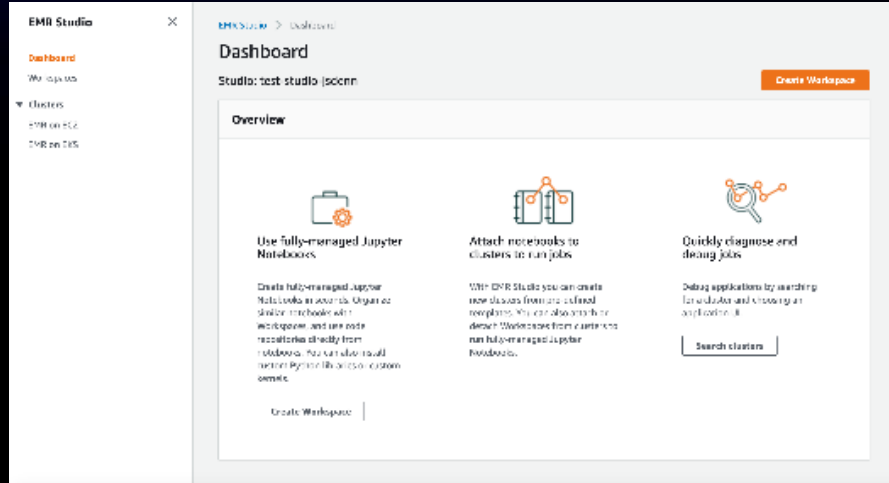 EMR Studio
Dashboard
Workspaces
Clusters
EMR on EC2
EMR on EKS
EMR Studio > Dashboard
Dashboard
Studio: test-studio-jsdcnn
Create Workspace
Overview
Use fully-managed Jupyter
Notebooks
Create fully-managed Jupyter
Notebooks in seconds. Organize
similar notebooks with
Workspaces, and use code
repositories directly from
notebooks. You can also install
custom Python libraries or custom
kernels.
Create Workspace
Attach notebooks to
clusters to run jobs
With EMR Studio you can create
new clusters from pre-defined
templates. You can also attach or
detach Workspaces from clusters to
run fully-managed Jupyter
Notebooks.
Quickly diagnose and
debug jobs
Debug applications by searching
for a cluster and choosing an
application UI.
Search clusters